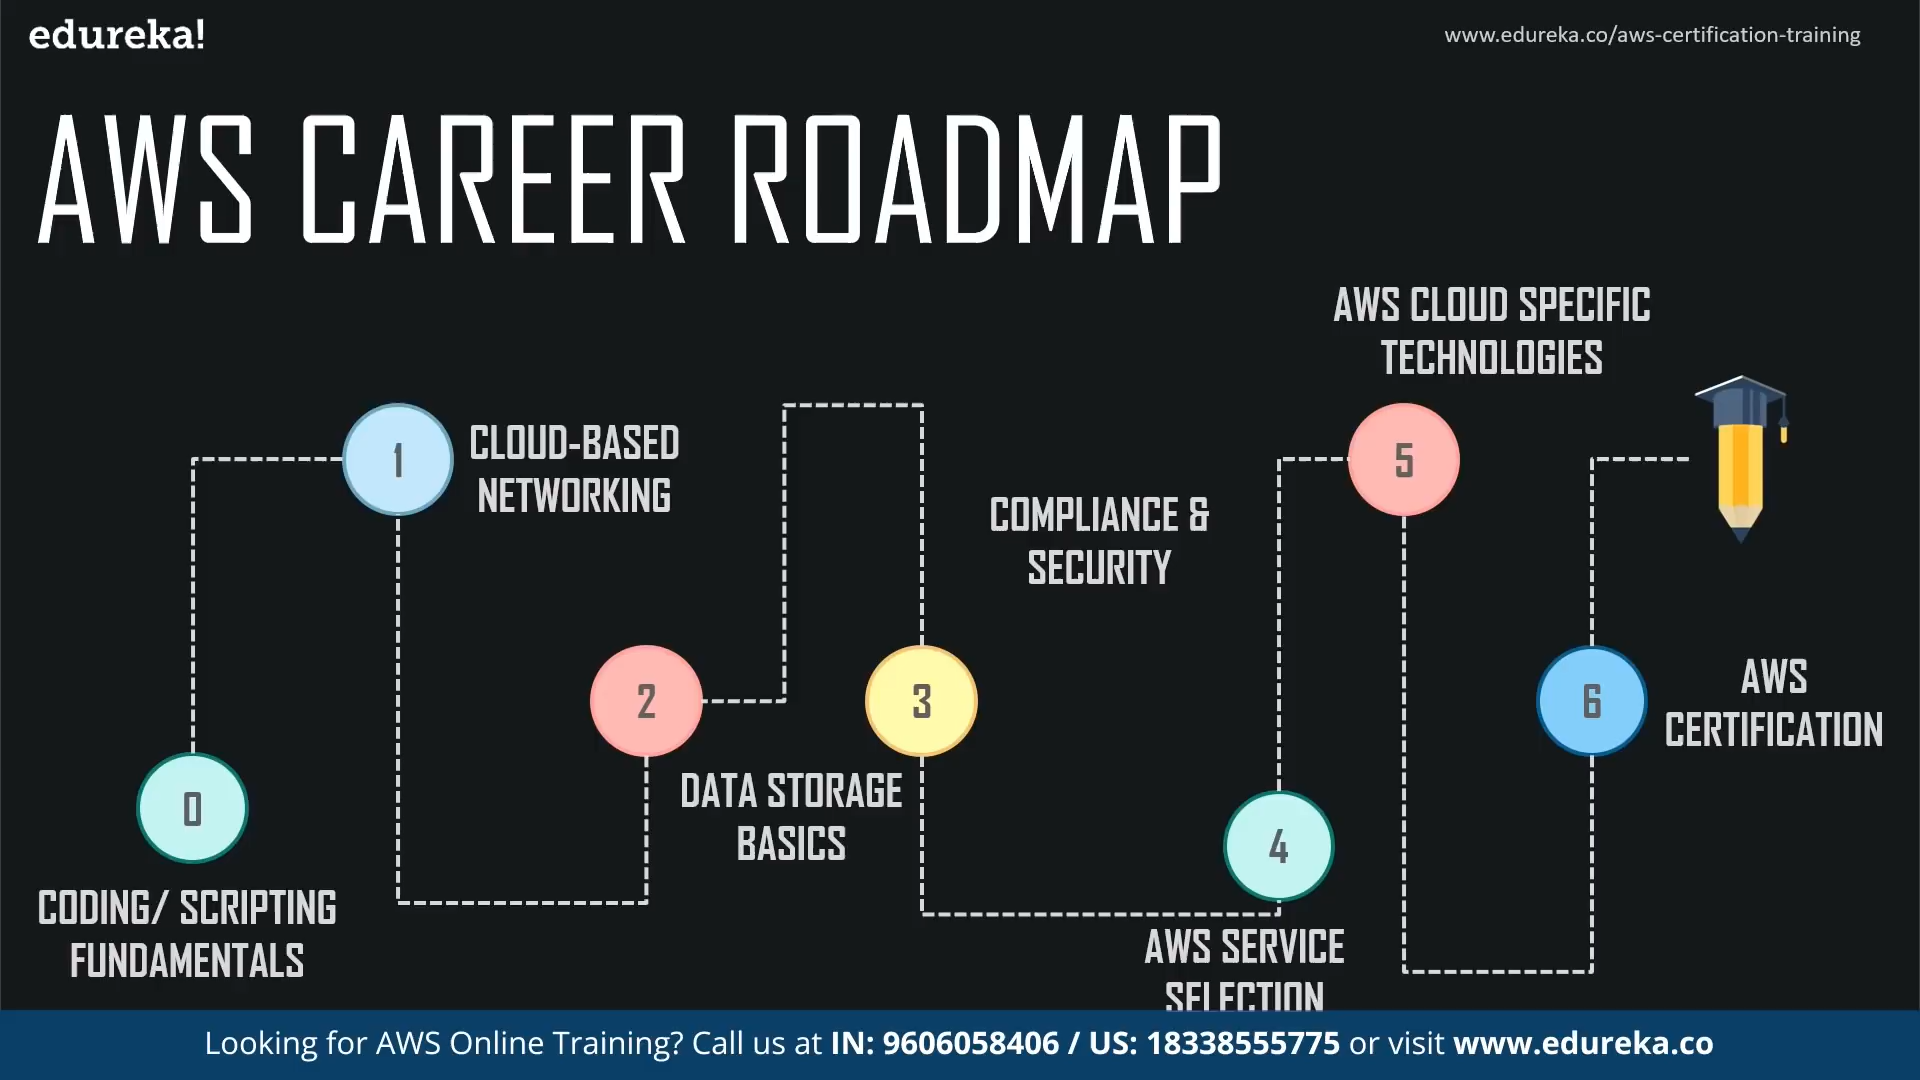 edureka!
www.edureka.co/aws-certification-training
AWS CAREER ROADMAP
AWS CLOUD SPECIFIC
TECHNOLOGIES
1
CLOUD-BASED
NETWORKING
5
COMPLIANCE &
SECURITY
2
3
6
AWS
CERTIFICATION
0
DATA STORAGE
BASICS
4
CODING/ SCRIPTING
FUNDAMENTALS
AWS SERVICE
SELECTION
Looking for AWS Online Training? Call us at IN: 9606058406 / US: 18338555775 or visit www.edureka.co